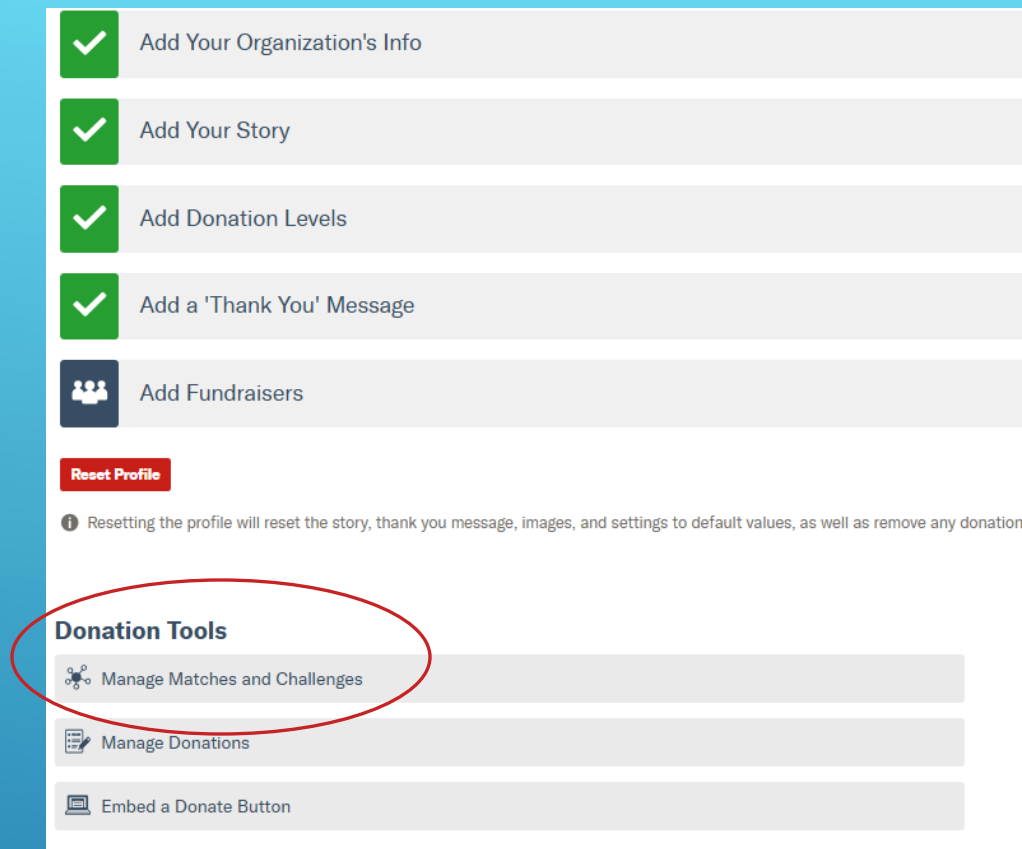 Add Your Organization's Info
Add Your Story
Add Donation Levels
Add a 'Thank You' Message
Add Fundraisers
Reset Profile
Resetting the profile will reset the story, thank you message, images, and settings to default values, as well as remove any donation
Donation Tools
Manage Matches and Challenges
Manage Donations
Embed a Donate Button